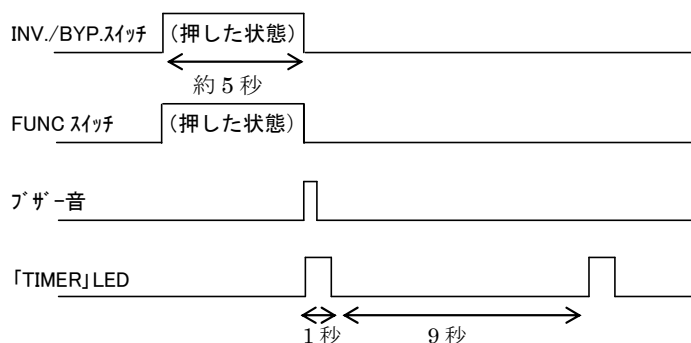 INV./BYP.ｽｲｯﾁ
(押した状態)
約 5 秒
FUNC ｽｲｯﾁ
(押した状態)
ﾌﾞｻﾞｰ音
｢TIMER｣LED
1 秒
9 秒